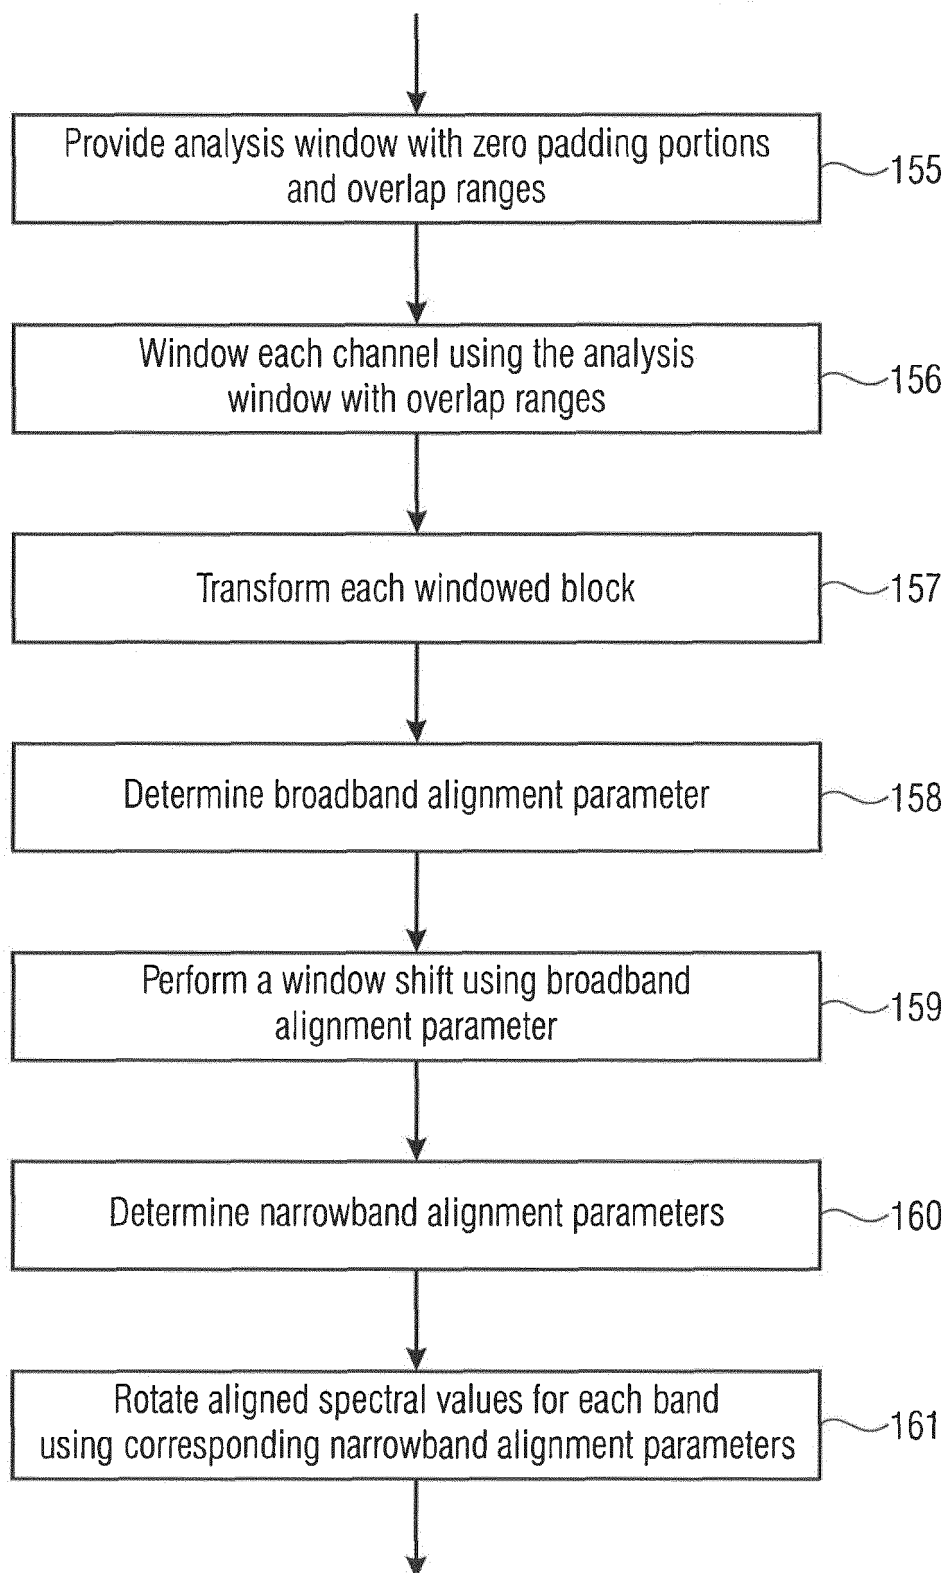 Provide analysis window with zero padding portions
and overlap ranges
155
Window each channel using the analysis
window with overlap ranges
156
Transform each windowed block
157
Determine broadband alignment parameter
158
Perform a window shift using broadband
alignment parameter
159
Determine narrowband alignment parameters
160
Rotate aligned spectral values for each band
using corresponding narrowband alignment parameters
161